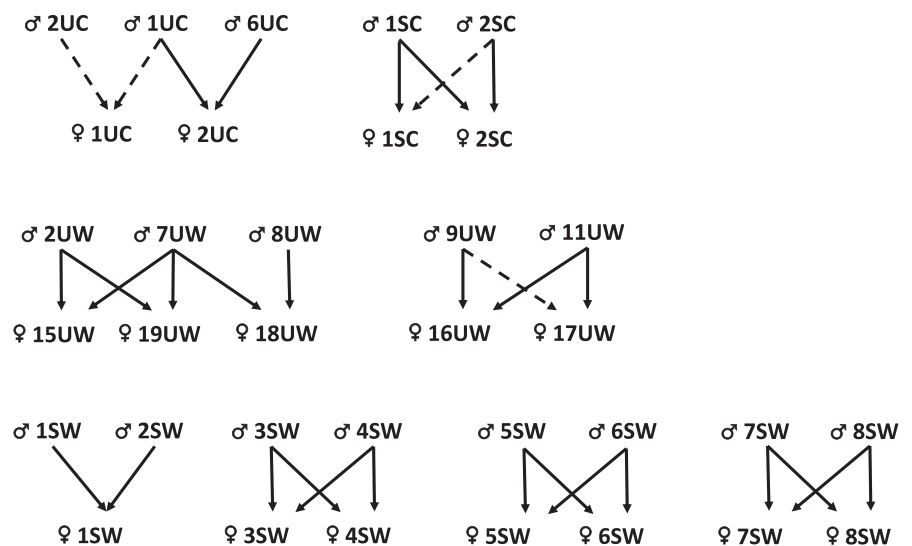 ♂ 2UC ♂ 1UC ♂ 6UC ♂ 1SC ♂ 2SC
♀ 1UC ♀ 2UC ♀ 1SC ♀ 2SC
♂ 2UW ♂ 7UW ♂ 8UW ♂ 9UW ♂ 11UW
♀ 15UW ♀ 19UW ♀ 18UW ♀ 16UW ♀ 17UW
♂ 1SW ♂ 2SW ♂ 3SW ♂ 4SW ♂ 5SW ♂ 6SW ♂ 7SW ♂ 8SW
♀ 1SW ♀ 3SW ♀ 4SW ♀ 5SW ♀ 6SW ♀ 7SW ♀ 8SW